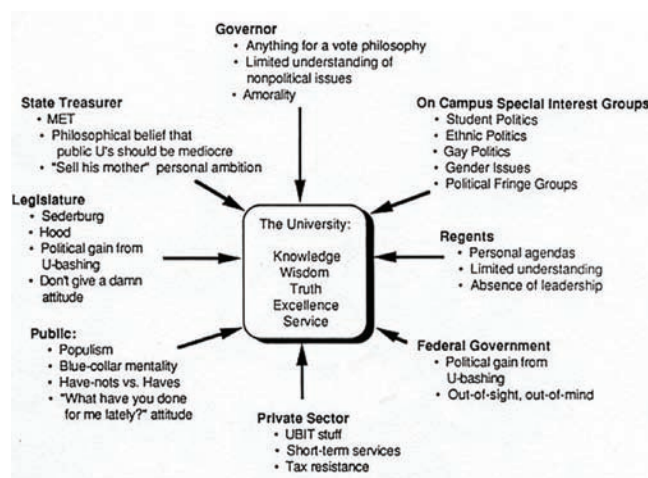 Governor
• Anything for a vote philosophy
• Limited understanding of
nonpolitical issues
• Amorality
State Treasurer
• MET
• Philosophical belief that
public U's should be mediocre
• "Sell his mother" personal ambition
On Campus Special Interest Groups
• Student Politics
• Ethnic Politics
• Gay Politics
• Gender Issues
• Political Fringe Groups
Legislature
• Sederburg
• Hood
• Political gain from
U-bashing
• Don't give a damn
attitude
The University:
Knowledge
Wisdom
Truth
Excellence
Service
Regents
• Personal agendas
• Limited understanding
• Absence of leadership
Public:
• Populism
• Blue-collar mentality
• Have-nots vs. Haves
• "What have you done
for me lately?" attitude
Federal Government
• Political gain from
U-bashing
• Out-of-sight, out-of-mind
Private Sector
• UBIT stuff
• Short-term services
• Tax resistance